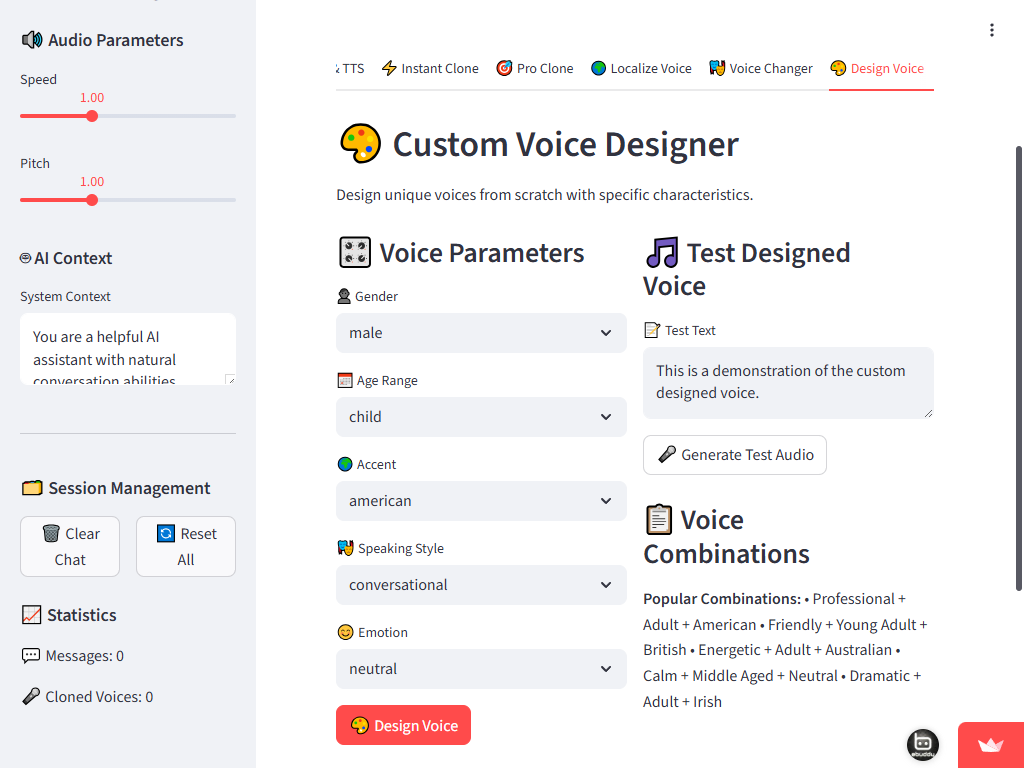 Audio Parameters
Speed
1.00
Pitch
1.00
AI Context
System Context
You are a helpful AI
assistant with natural
conversation abilities
Session Management
Clear
Chat
Reset
All
Statistics
Messages: 0
Cloned Voices: 0
& TTS
Instant Clone
Pro Clone
Localize Voice
Voice Changer
Design Voice
Custom Voice Designer
Design unique voices from scratch with specific characteristics.
Voice Parameters
Gender
male
Age Range
child
Accent
american
Speaking Style
conversational
Emotion
neutral
Design Voice
Test Designed
Voice
Test Text
This is a demonstration of the custom
designed voice.
Generate Test Audio
Voice
Combinations
Popular Combinations: • Professional +
Adult + American • Friendly + Young Adult +
British • Energetic + Adult + Australian •
Calm + Middle Aged + Neutral • Dramatic +
Adult + Irish